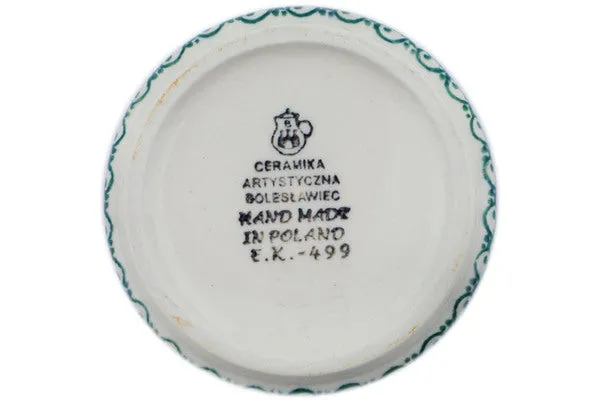 B
CERAMIKA
ARTYSTYCZNA
BOLESŁAWIEC
HAND MADE
IN POLAND
E.K.-499